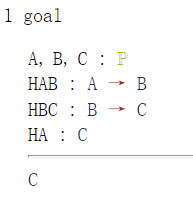 1 goal
A, B, C : ℙ
HAB : A → B
HBC : B → C
HA : C
C